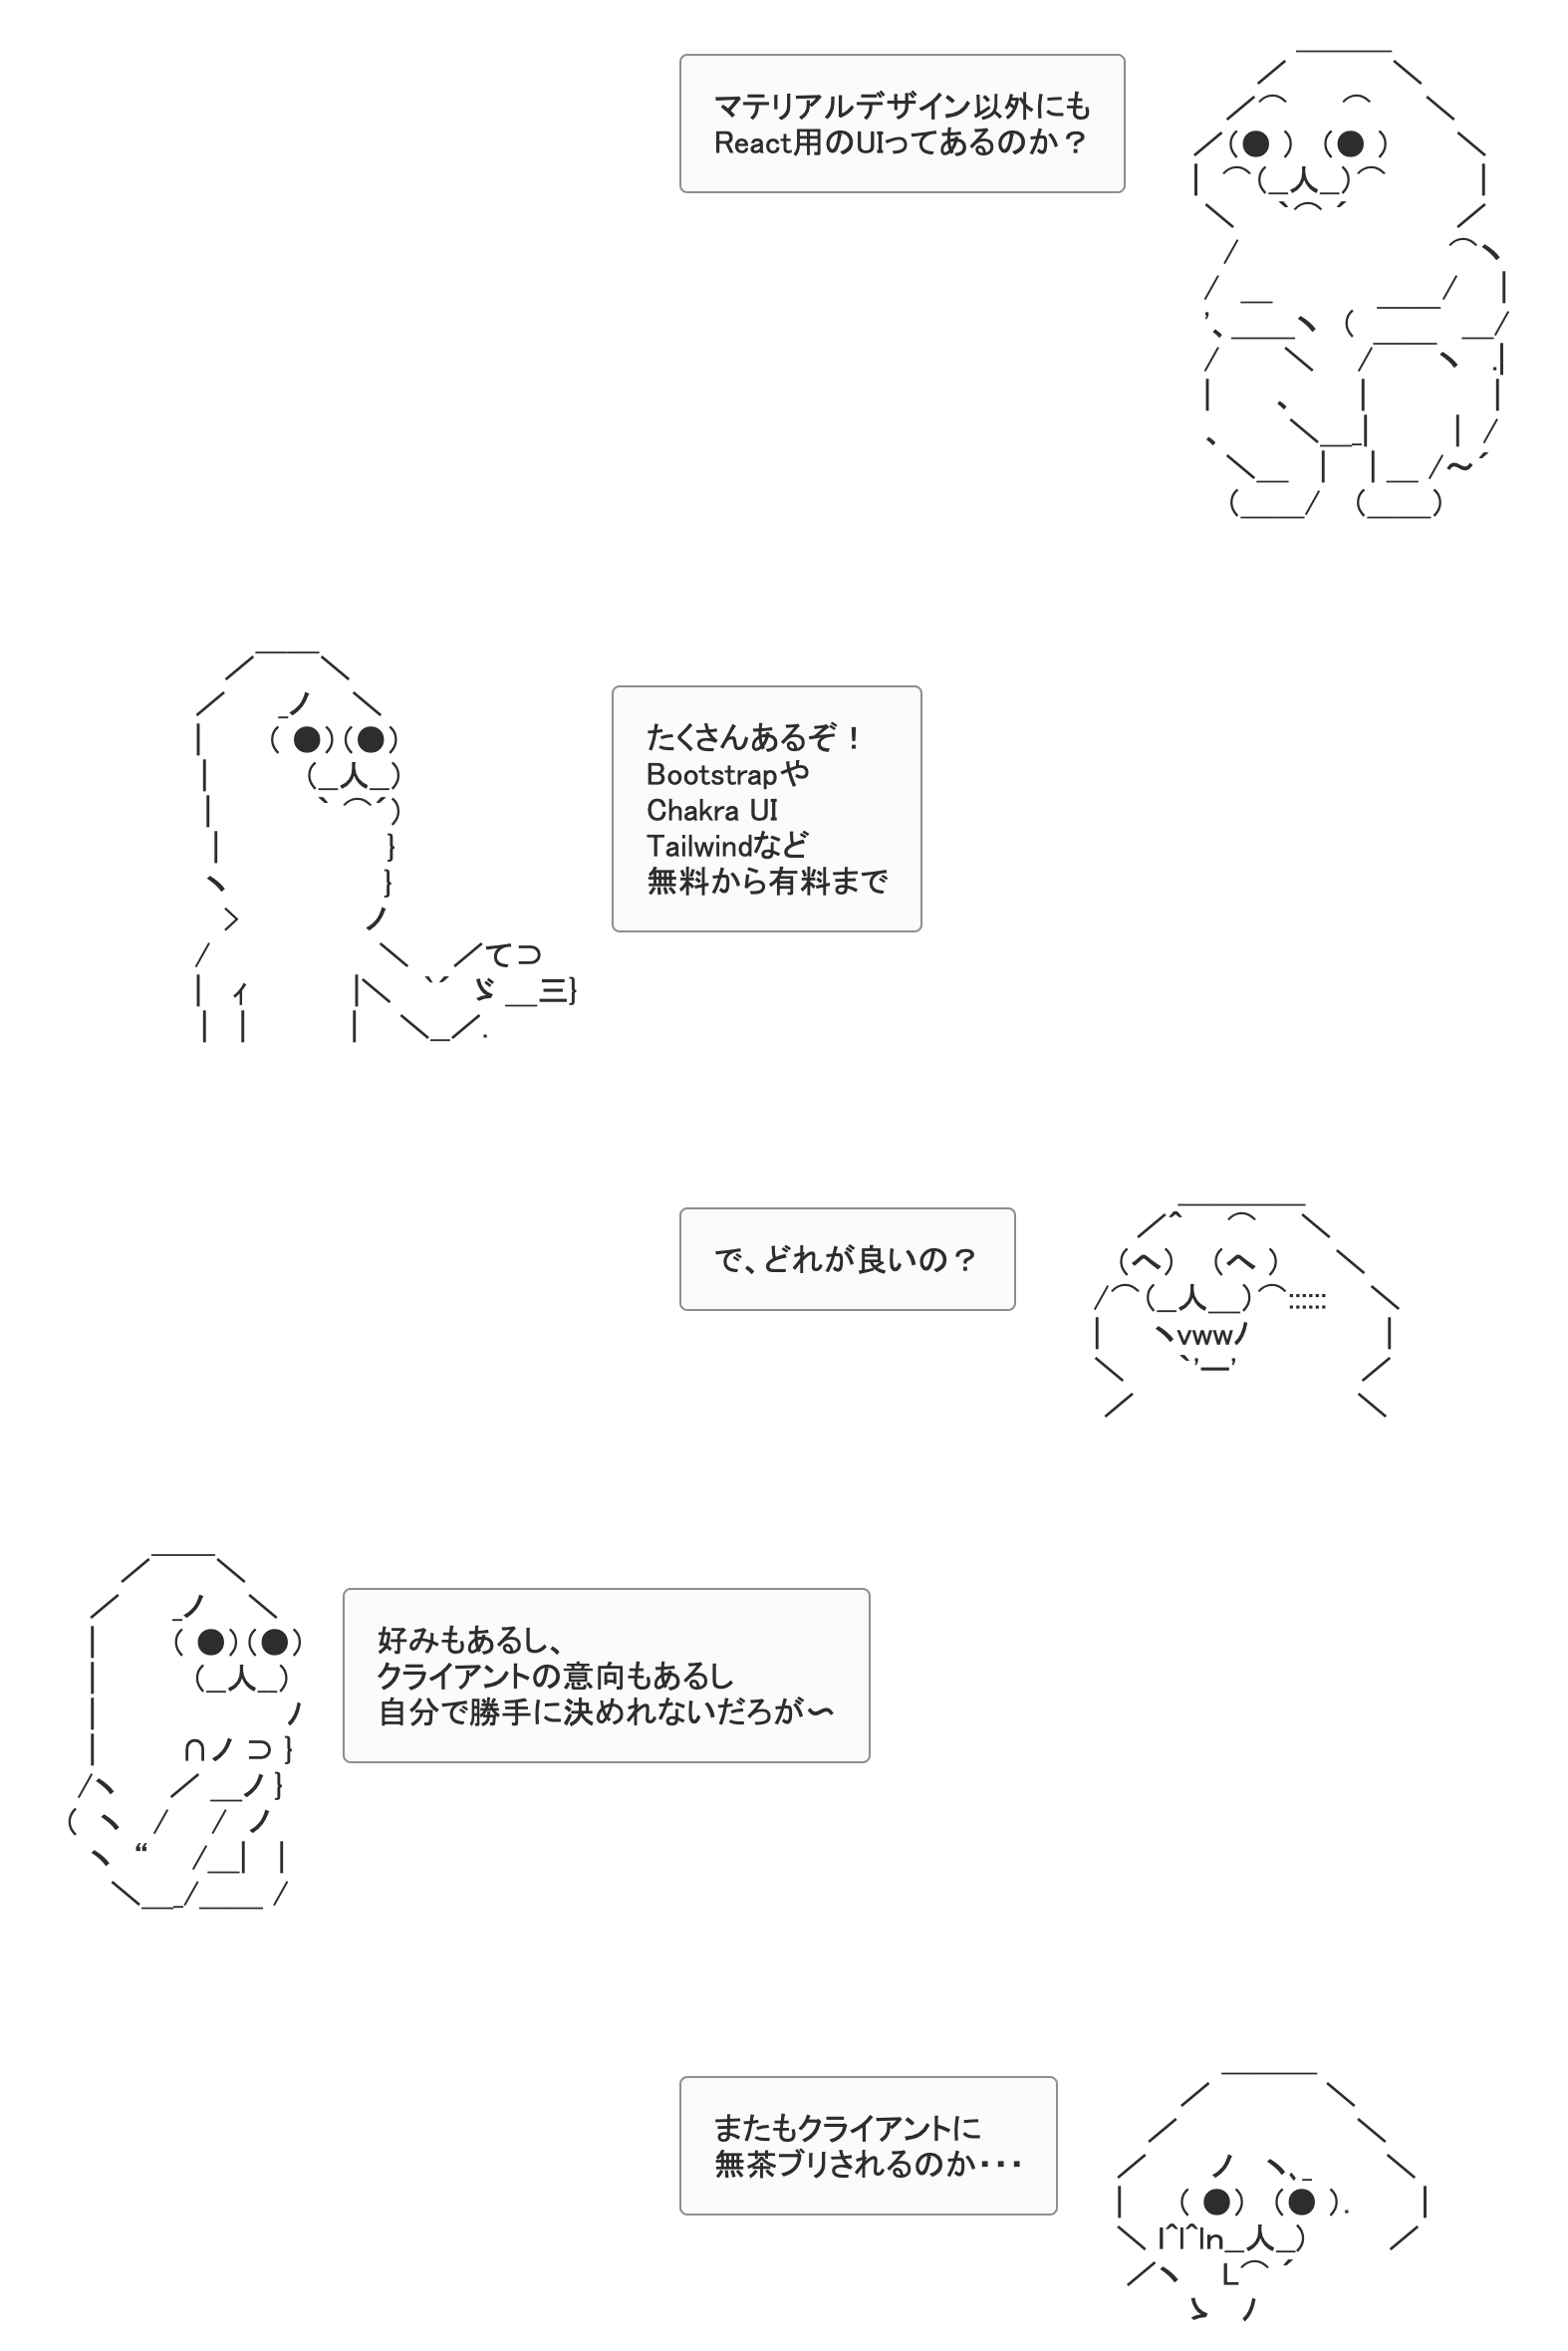 マテリアルデザイン以外にも
React用のUIってあるのか？
たくさんあるぞ！
Bootstrapや
Chakra UI
Tailwindなど
無料から有料まで
で、どれが良いの？
好みもあるし、
クライアントの意向もあるし
自分で勝手に決めれないだろが〜
またもクライアントに
無茶ブリされるのか・・・